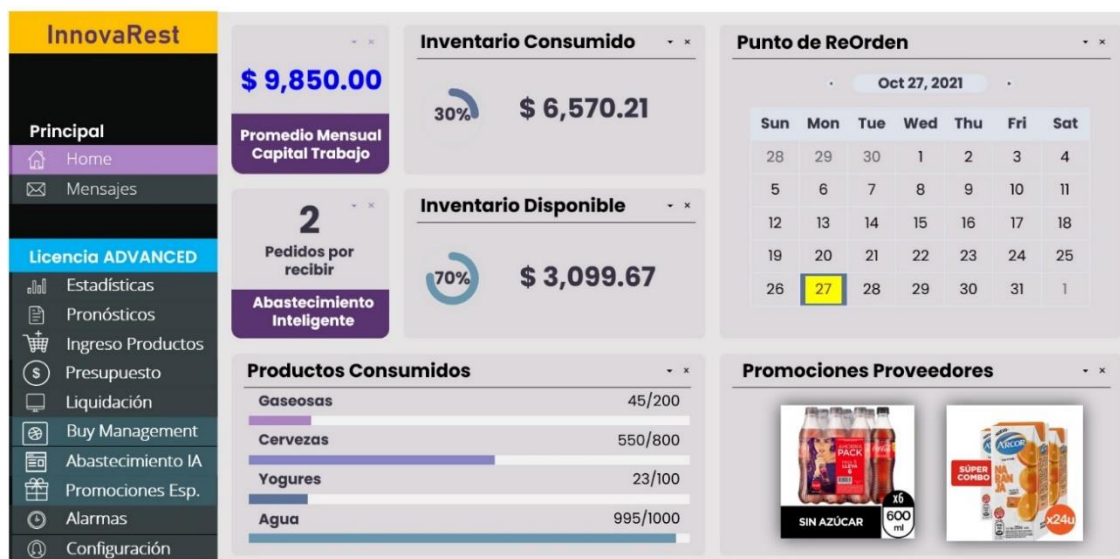 InnovaRest
Principal
Home
Mensajes
Licencia ADVANCED
Estadísticas
Pronósticos
Ingreso Productos
Presupuesto
Liquidación
Buy Management
Abastecimiento IA
Promociones Esp.
Alarmas
Configuración
$ 9,850.00
Promedio Mensual
Capital Trabajo
2
Pedidos por
recibir
Abastecimiento
Inteligente
Inventario Consumido
30%
$ 6,570.21
Inventario Disponible
70%
$ 3,099.67
Punto de ReOrden
Oct 27, 2021
Sun Mon Tue Wed Thu Fri Sat
28 29 30 1 2 3 4
5 6 7 8 9 10 11
12 13 14 15 16 17 18
19 20 21 22 23 24 25
26 27 28 29 30 31 1
Productos Consumidos
Gaseosas 45/200
Cervezas 550/800
Yogures 23/100
Agua 995/1000
Promociones Proveedores
PACK
LLEVA
6
SIN AZÚCAR
x6
600
ml
ARCOR
SÚPER
COMBO
NA
RAN
JA
x24u